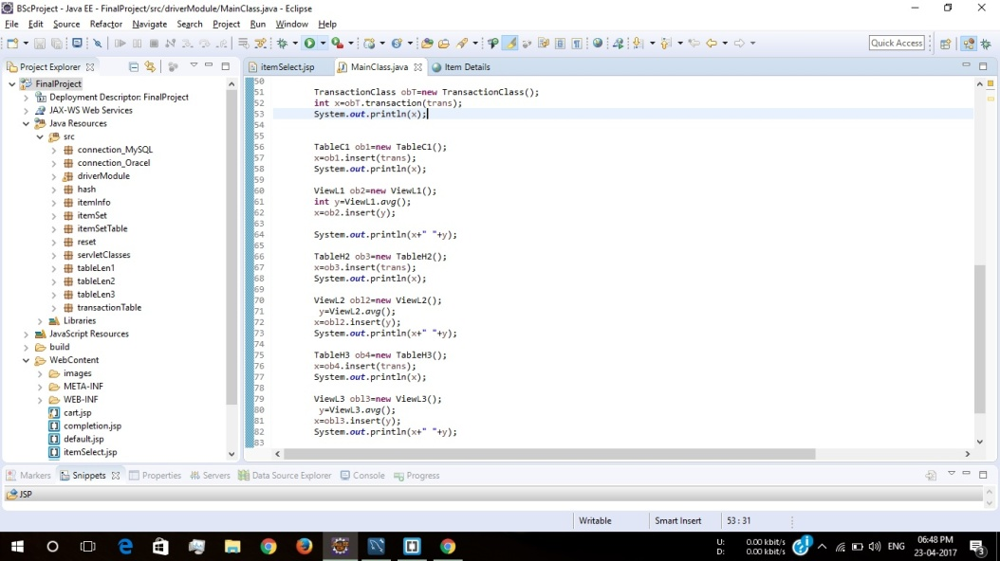 BScProject - Java EE - FinalProject/src/driverModule/MainClass.java - Eclipse
File Edit Source Refactor Navigate Search Project Run Window Help
Quick Access
Project Explorer
itemSelect.jsp MainClass.java Item Details
FinalProject
Deployment Descriptor: FinalProject
JAX-WS Web Services
Java Resources
src
connection_MySQL
connection_Oracel
driverModule
hash
itemInfo
itemSet
itemSetTable
reset
servletClasses
tableLen1
tableLen2
tableLen3
transactionTable
Libraries
JavaScript Resources
build
WebContent
images
META-INF
WEB-INF
cart.jsp
completion.jsp
default.jsp
itemSelect.jsp
50
51 TransactionClass obT=new TransactionClass();
52 int x=obT.transaction(trans);
53 System.out.println(x);
54
55
56 TableC1 ob1=new TableC1();
57 x=ob1.insert(trans);
58 System.out.println(x);
59
60 ViewL1 ob2=new ViewL1();
61 int y=ViewL1.avg();
62 x=ob2.insert(y);
63
64 System.out.println(x+" "+y);
65
66 TableH2 ob3=new TableH2();
67 x=ob3.insert(trans);
68 System.out.println(x);
69
70 ViewL2 obl2=new ViewL2();
71 y=ViewL2.avg();
72 x=obl2.insert(y);
73 System.out.println(x+" "+y);
74
75 TableH3 ob4=new TableH3();
76 x=ob4.insert(trans);
77 System.out.println(x);
78
79 ViewL3 obl3=new ViewL3();
80 y=ViewL3.avg();
81 x=obl3.insert(y);
82 System.out.println(x+" "+y);
83
Markers Snippets Properties Servers Data Source Explorer Console Progress
JSP
Writable Smart Insert 53 : 31
U: 0.00 kbit/s
D: 0.00 kbit/s
ENG
06:48 PM
23-04-2017
3